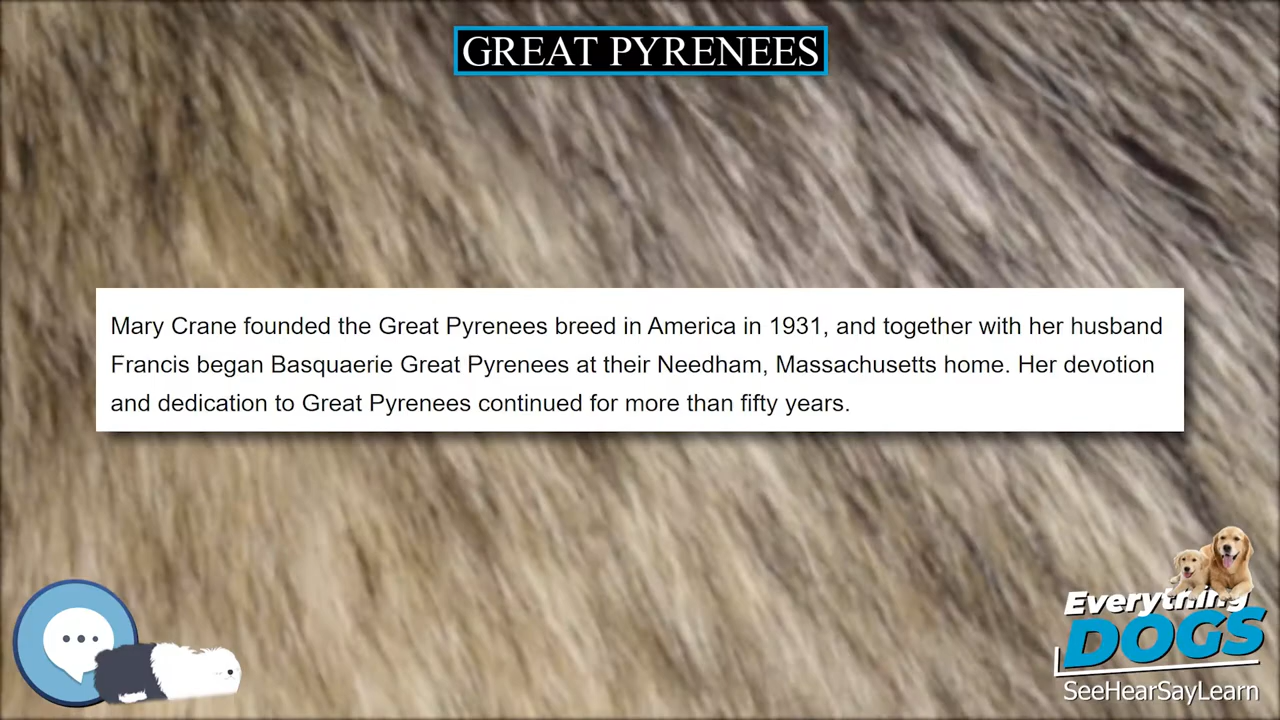 GREAT PYRENEES
Mary Crane founded the Great Pyrenees breed in America in 1931, and together with her husband
Francis began Basquaerie Great Pyrenees at their Needham, Massachusetts home. Her devotion
and dedication to Great Pyrenees continued for more than fifty years.
Everything
DOGS
SeeHearSayLearn